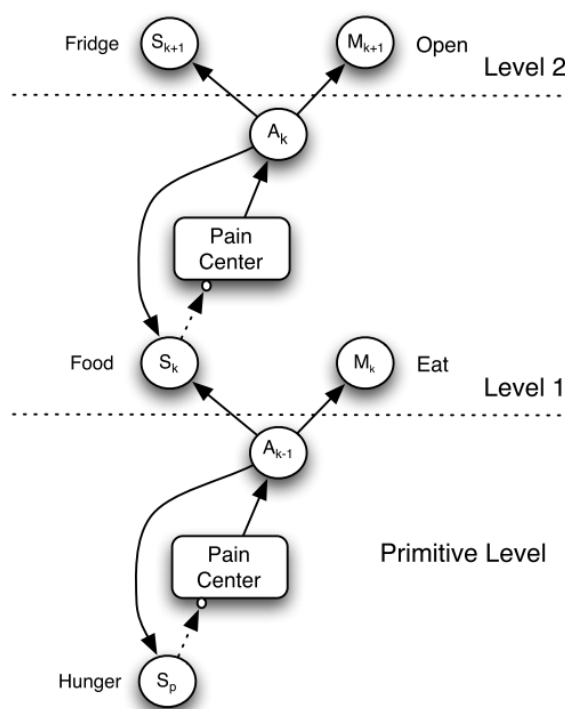 Fridge S_{k+1} M_{k+1} Open
Level 2
A_k
Pain
Center
Food S_k M_k Eat
Level 1
A_{k-1}
Pain
Center
Primitive Level
Hunger S_p